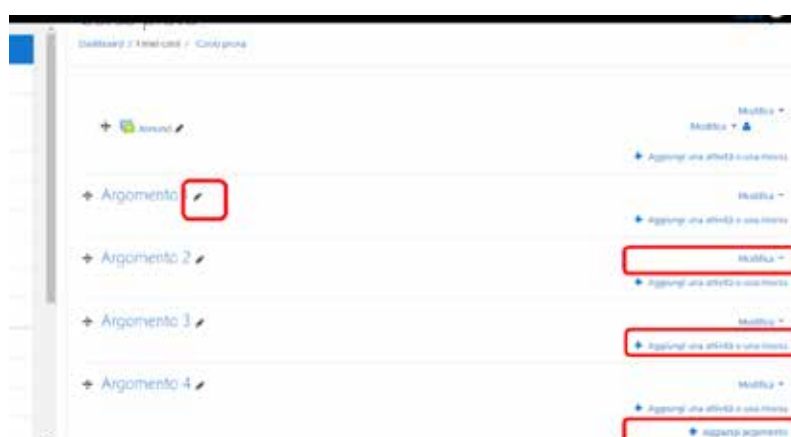 Dashboard / I miei corsi / Corso prova
Modifica
Annunci
Modifica
Aggiungi una attività o una risorsa
Argomento
Modifica
Aggiungi una attività o una risorsa
Argomento 2
Modifica
Aggiungi una attività o una risorsa
Argomento 3
Modifica
Aggiungi una attività o una risorsa
Argomento 4
Modifica
Aggiungi una attività o una risorsa
Aggiungi argomento